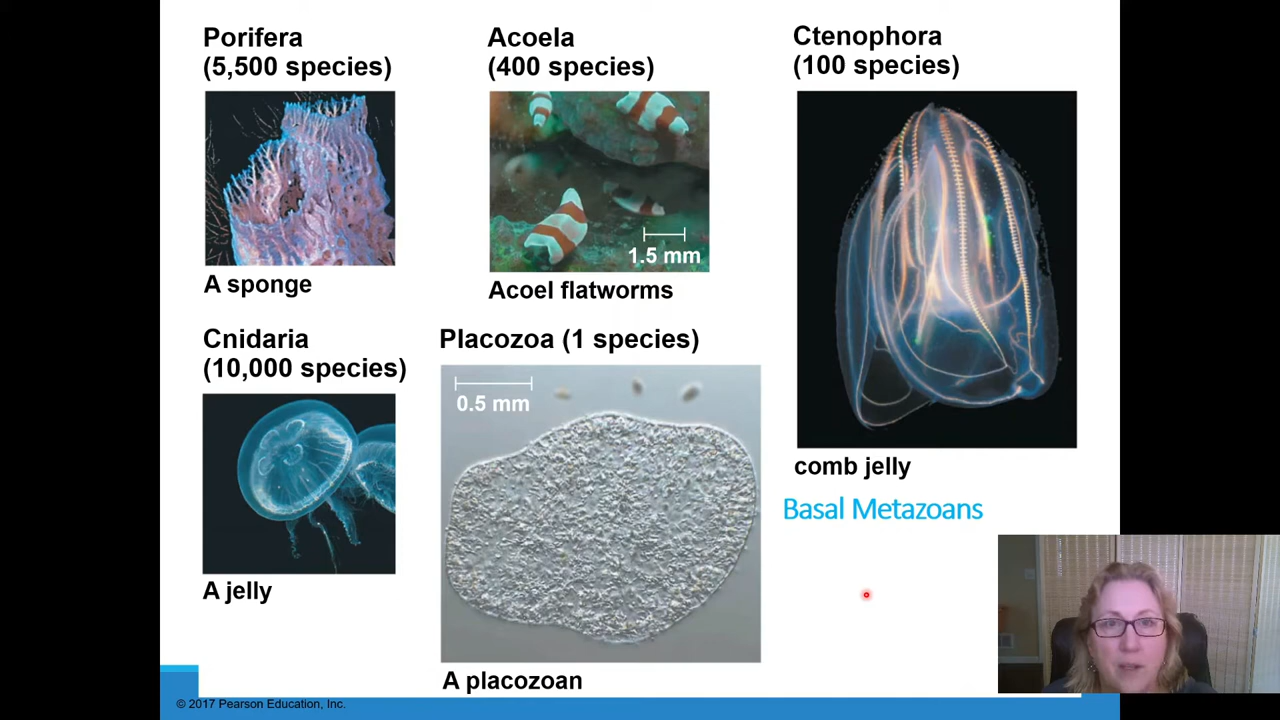 Porifera
(5,500 species)
A sponge
Acoela
(400 species)
1.5 mm
Acoel flatworms
Ctenophora
(100 species)
comb jelly
Cnidaria
(10,000 species)
A jelly
Placozoa (1 species)
0.5 mm
A placozoan
Basal Metazoans
© 2017 Pearson Education, Inc.